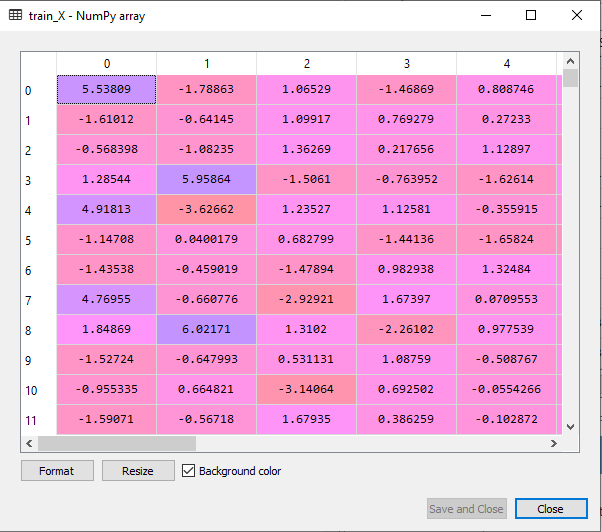 train_X - NumPy array
0 1 2 3 4
0 5.53809 -1.78863 1.06529 -1.46869 0.808746
1 -1.61012 -0.64145 1.09917 0.769279 0.27233
2 -0.568398 -1.08235 1.36269 0.217656 1.12897
3 1.28544 5.95864 -1.5061 -0.763952 -1.62614
4 4.91813 -3.62662 1.23527 1.12581 -0.355915
5 -1.14708 0.0400179 0.682799 -1.44136 -1.65824
6 -1.43538 -0.459019 -1.47894 0.982938 1.32484
7 4.76955 -0.660776 -2.92921 1.67397 0.0709553
8 1.84869 6.02171 1.3102 -2.26102 0.977539
9 -1.52724 -0.647993 0.531131 1.08759 -0.508767
10 -0.955335 0.664821 -3.14064 0.692502 -0.0554266
11 -1.59071 -0.56718 1.67935 0.386259 -0.102872
Format Resize Background color
Save and Close Close